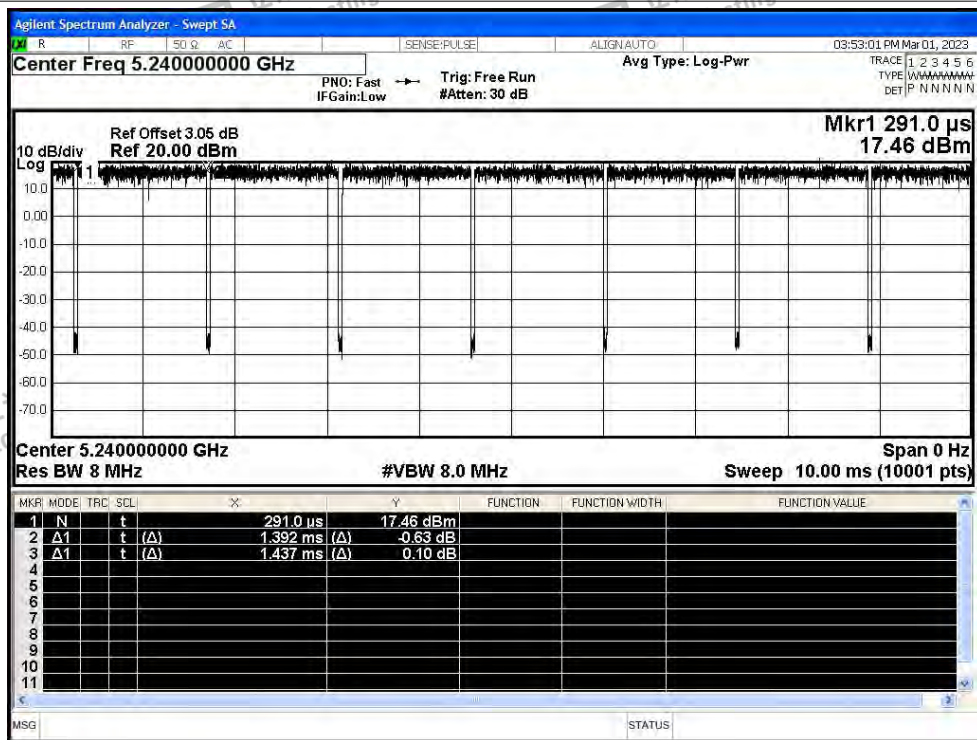 Agilent Spectrum Analyzer - Swept SA
R RF 50 Ω AC SENSE:PULSE ALIGN AUTO 03:53:01 PM Mar 01, 2023
Center Freq 5.240000000 GHz Avg Type: Log-Pwr TRACE 1 2 3 4 5 6
PNO: Fast Trig: Free Run TYPE
IFGain:Low #Atten: 30 dB DET P N N N N N
Mkr1 291.0 µs
Ref Offset 3.05 dB
10 dB/div Ref 20.00 dBm 17.46 dBm
Log
1
10.0
0.00
-10.0
-20.0
-30.0
-40.0
-50.0
-60.0
-70.0
Center 5.240000000 GHz Span 0 Hz
Res BW 8 MHz #VBW 8.0 MHz Sweep 10.00 ms (10001 pts)
MKR MODE TRC SCL X Y FUNCTION FUNCTION WIDTH FUNCTION VALUE
1 N t 291.0 µs 17.46 dBm
2 Δ1 t (Δ) 1.392 ms (Δ) -0.63 dB
3 Δ1 t (Δ) 1.437 ms (Δ) 0.10 dB
4
5
6
7
8
9
10
11
MSG STATUS